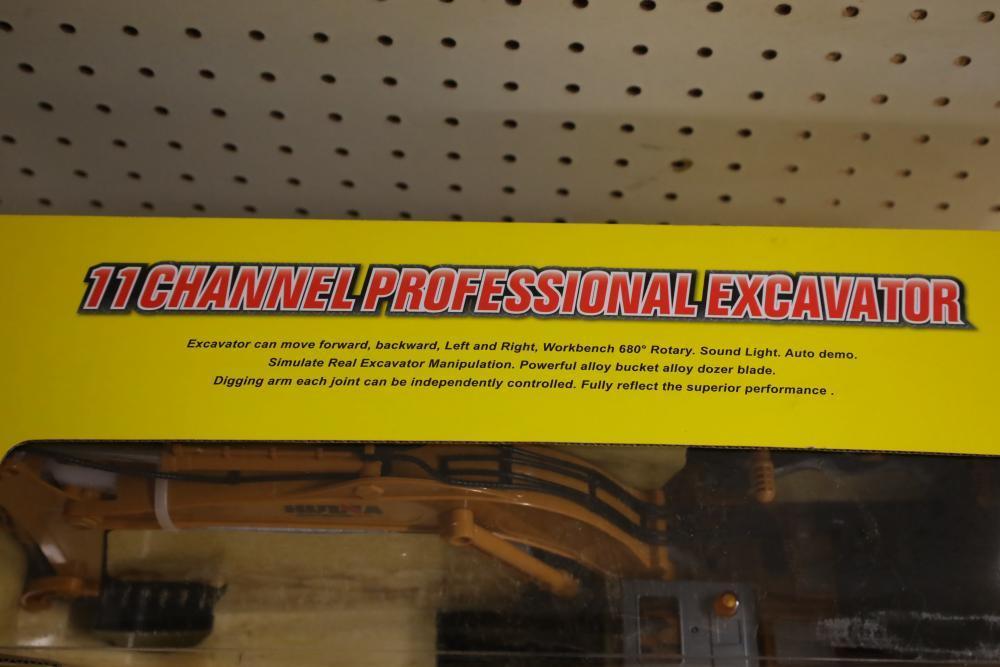 11 CHANNEL PROFESSIONAL EXCAVATOR
Excavator can move forward, backward, Left and Right, Workbench 680° Rotary. Sound Light. Auto demo.
Simulate Real Excavator Manipulation. Powerful alloy bucket alloy dozer blade.
Digging arm each joint can be independently controlled. Fully reflect the superior performance .
HUINA